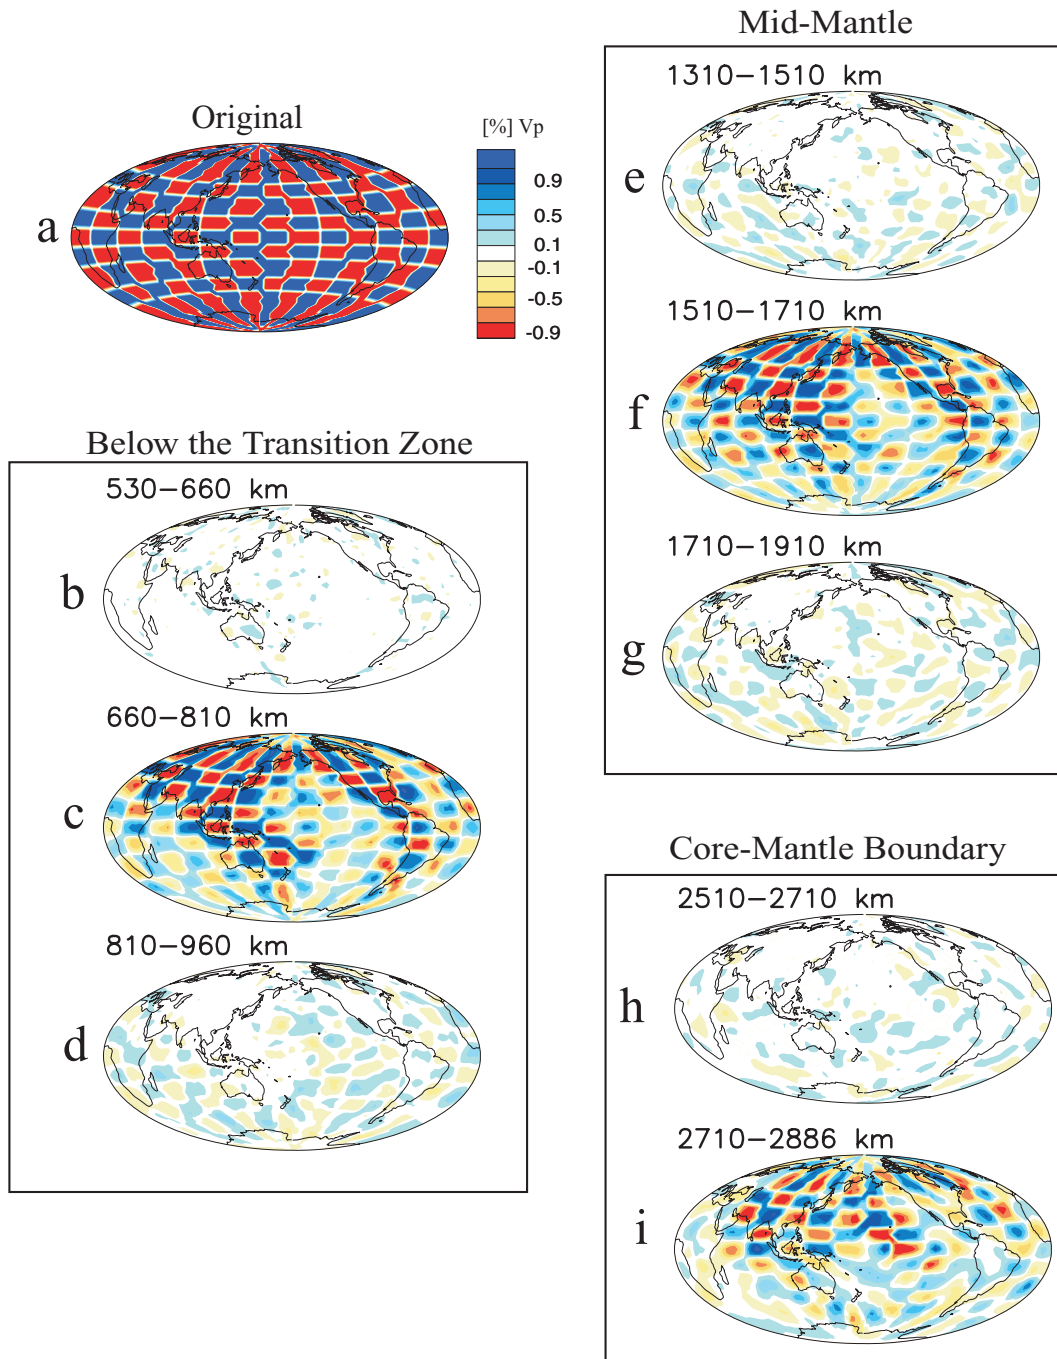 Mid-Mantle
1310-1510 km
e
Original
[%] Vp
a
0.9
0.5
0.1
-0.1
-0.5
-0.9
1510-1710 km
f
1710-1910 km
g
Below the Transition Zone
530-660 km
b
660-810 km
c
810-960 km
d
Core-Mantle Boundary
2510-2710 km
h
2710-2886 km
i